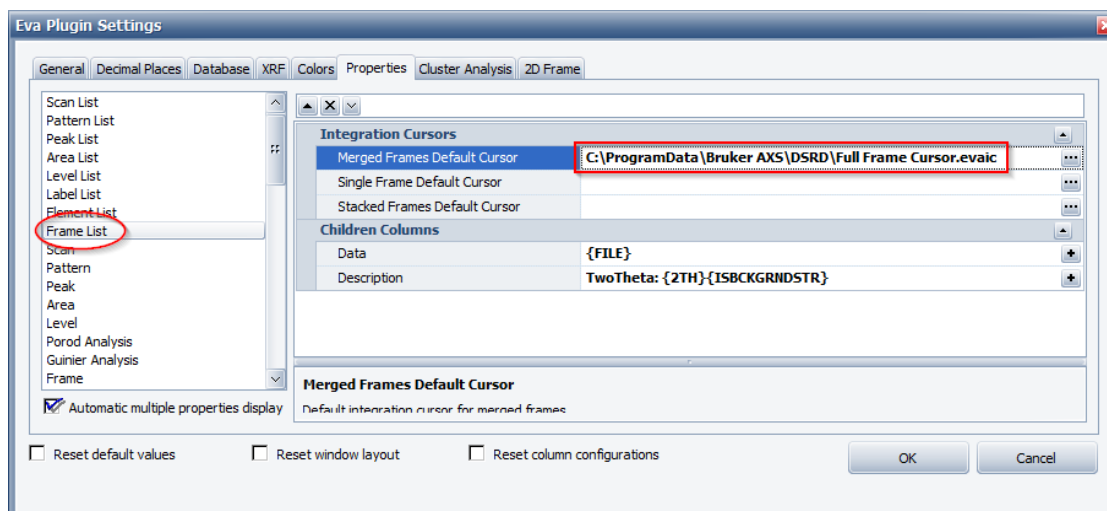 Eva Plugin Settings
General Decimal Places Database XRF Colors Properties Cluster Analysis 2D Frame
Scan List
Pattern List
Peak List
Area List
Level List
Label List
Element List
Frame List
Scan
Pattern
Peak
Area
Level
Porod Analysis
Guinier Analysis
Frame
Automatic multiple properties display
Integration Cursors
Merged Frames Default Cursor C:\ProgramData\Bruker AXS\DSRD\Full Frame Cursor.evaic
Single Frame Default Cursor
Stacked Frames Default Cursor
Children Columns
Data {FILE}
Description TwoTheta: {2TH}{ISBCKGRNDSTR}
Merged Frames Default Cursor
Default integration cursor for merged frames
Reset default values Reset window layout Reset column configurations OK Cancel